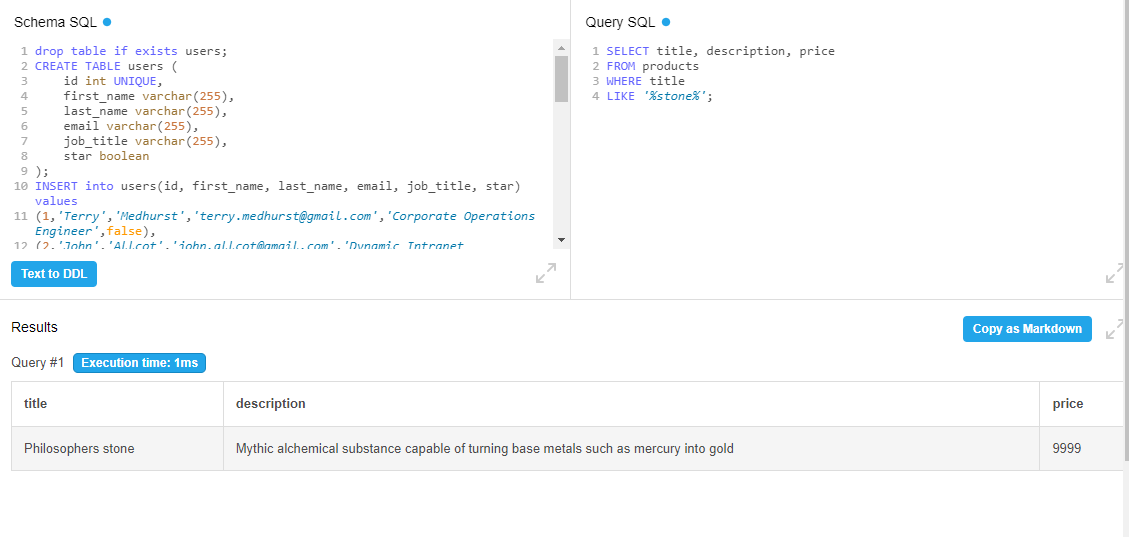 Schema SQL
1 drop table if exists users;
2 CREATE TABLE users (
3     id int UNIQUE,
4     first_name varchar(255),
5     last_name varchar(255),
6     email varchar(255),
7     job_title varchar(255),
8     star boolean
9 );
10 INSERT into users(id, first_name, last_name, email, job_title, star)
values
11 (1,'Terry','Medhurst','terry.medhurst@gmail.com','Corporate Operations
Engineer',false),
12 (2,'John','Allcot','john.allcot@gmail.com','Dynamic Intranet
Text to DDL
Query SQL
1 SELECT title, description, price
2 FROM products
3 WHERE title
4 LIKE '%stone%';
Results
Copy as Markdown
Query #1 Execution time: 1ms
title description price
Philosophers stone Mythic alchemical substance capable of turning base metals such as mercury into gold 9999